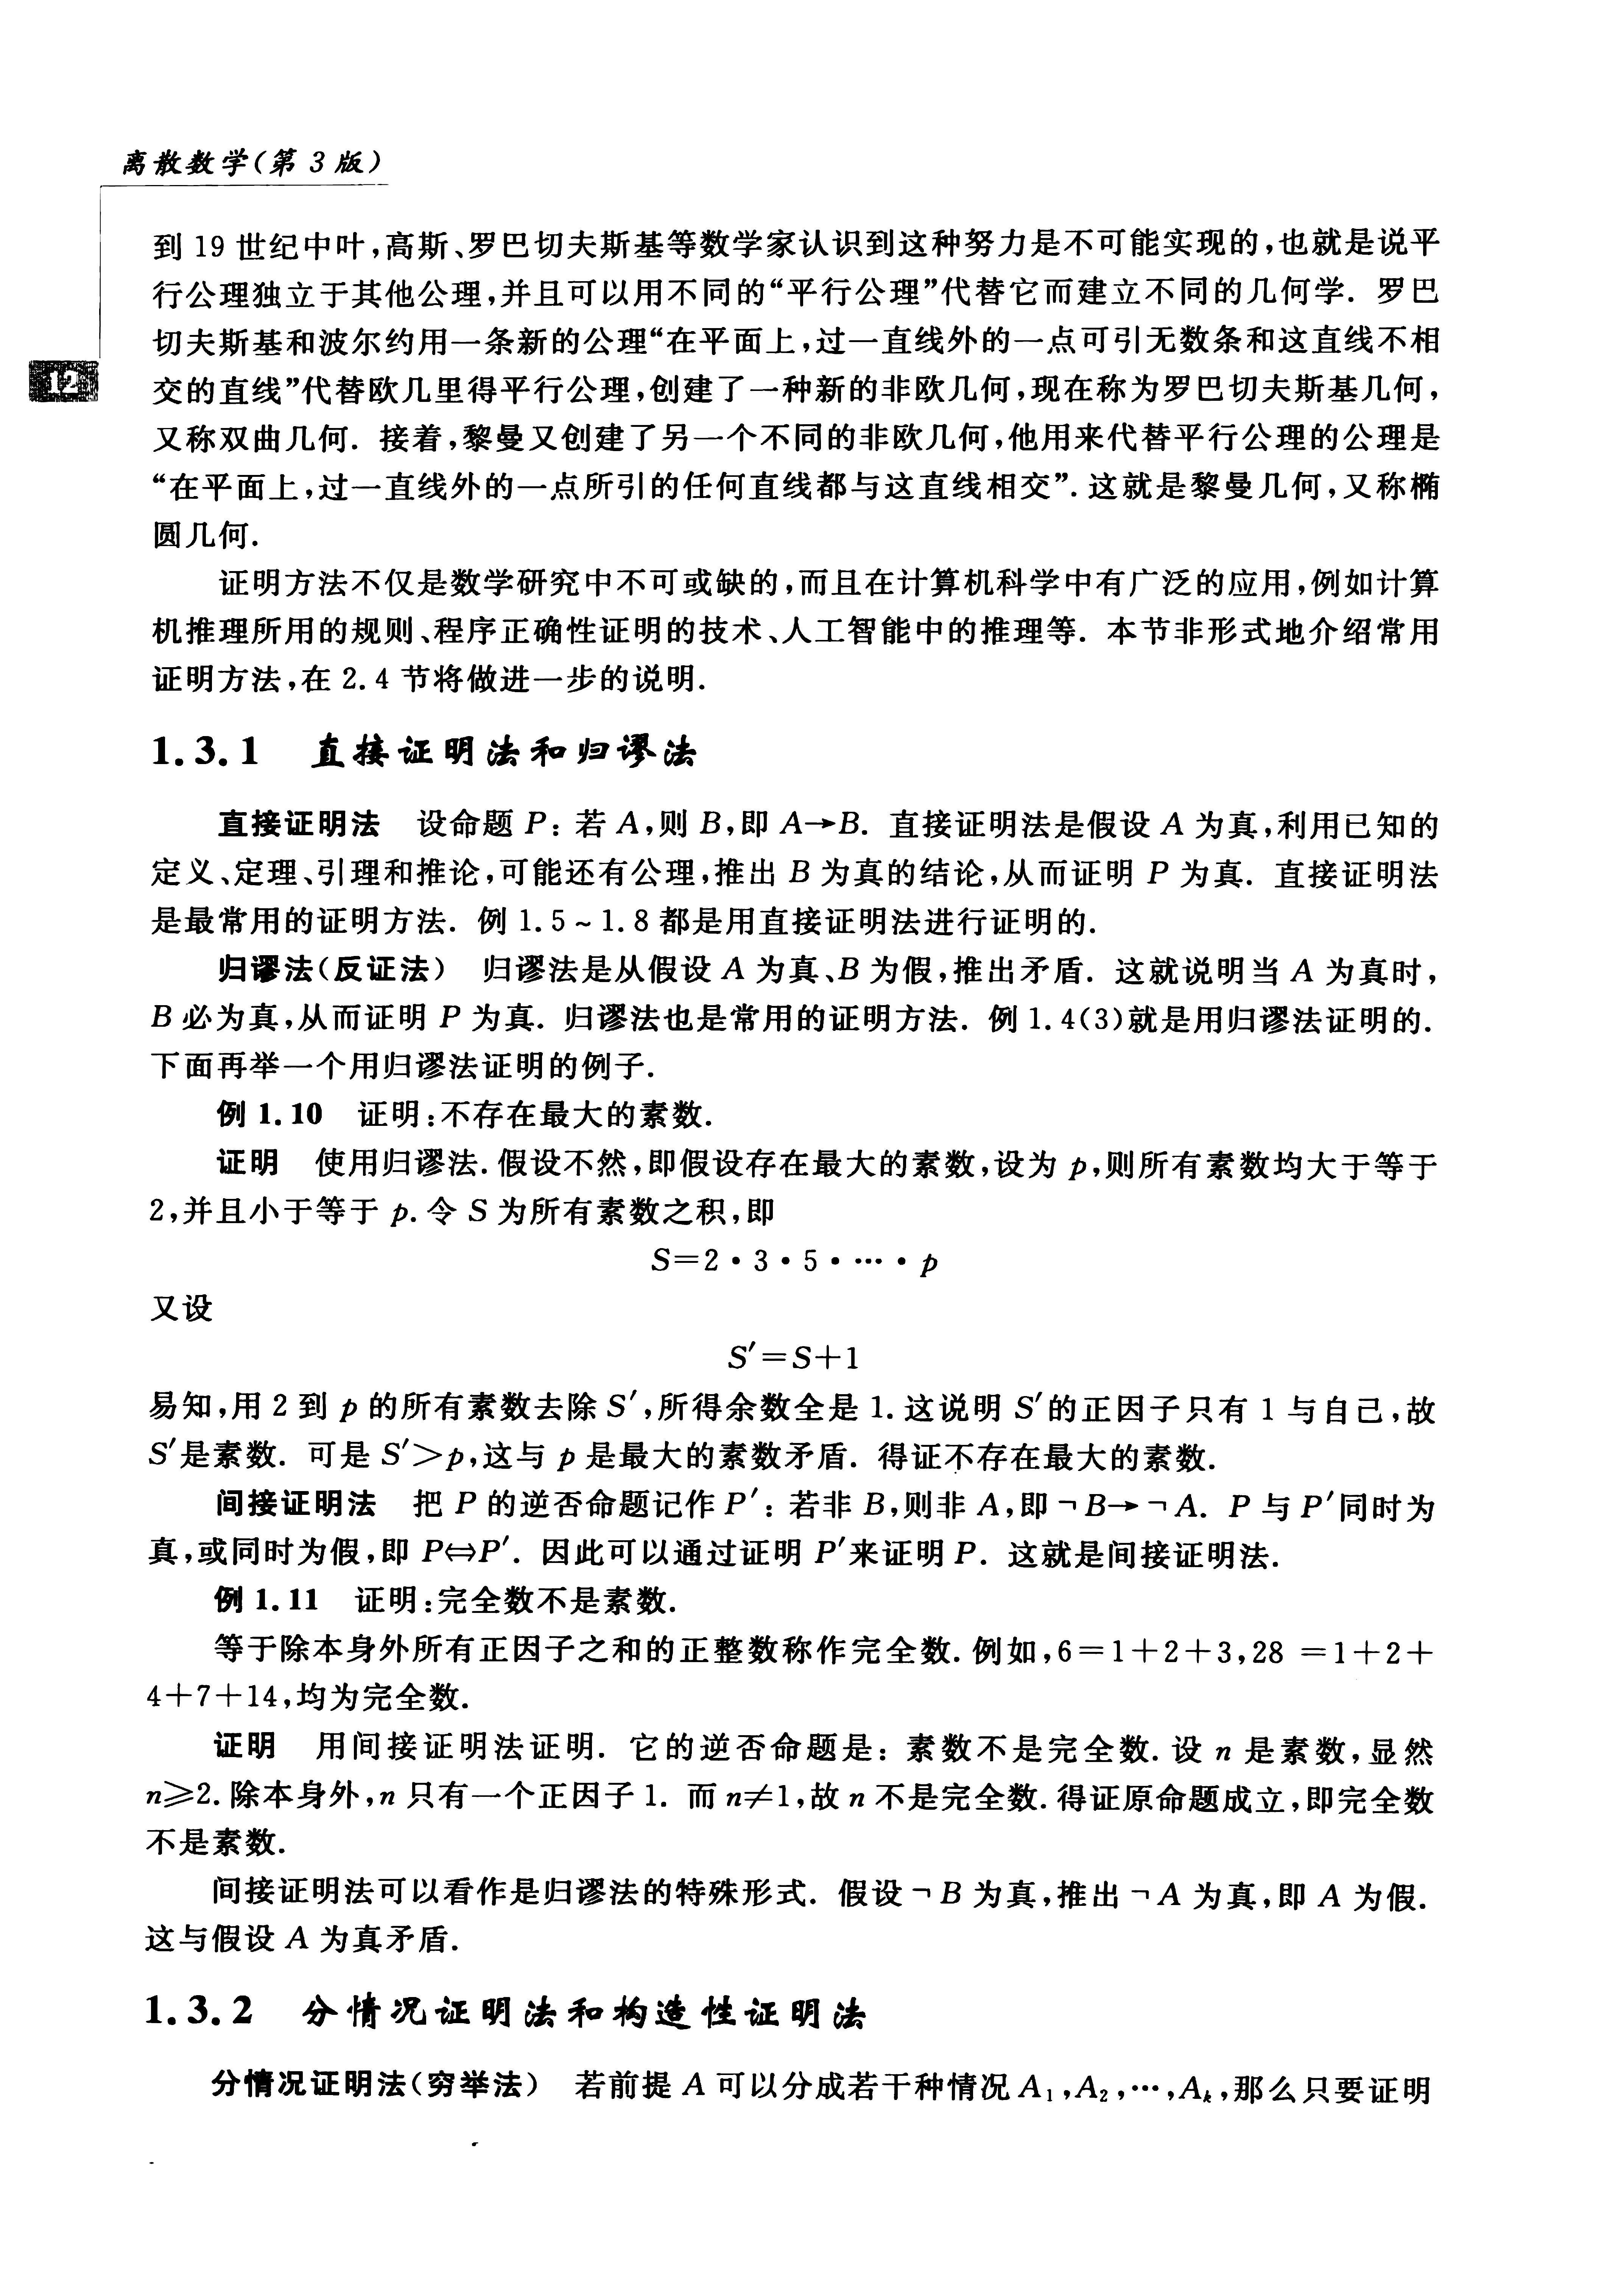 离散数学(第 3 版)
到 19 世纪中叶,高斯、罗巴切夫斯基等数学家认识到这种努力是不可能实现的,也就是说平
行公理独立于其他公理,并且可以用不同的“平行公理”代替它而建立不同的几何学. 罗巴
切夫斯基和波尔约用一条新的公理“在平面上,过一直线外的一点可引无数条和这直线不相
12
交的直线”代替欧几里得平行公理,创建了一种新的非欧几何,现在称为罗巴切夫斯基几何,
又称双曲几何. 接着,黎曼又创建了另一个不同的非欧几何,他用来代替平行公理的公理是
“在平面上,过一直线外的一点所引的任何直线都与这直线相交”. 这就是黎曼几何,又称椭
圆几何.
证明方法不仅是数学研究中不可或缺的,而且在计算机科学中有广泛的应用,例如计算
机推理所用的规则、程序正确性证明的技术、人工智能中的推理等. 本节非形式地介绍常用
证明方法,在 2.4 节将做进一步的说明.
1.3.1 直接证明法和归谬法
直接证明法 设命题 P: 若 A,则 B,即 A→B. 直接证明法是假设 A 为真,利用已知的
定义、定理、引理和推论,可能还有公理,推出 B 为真的结论,从而证明 P 为真. 直接证明法
是最常用的证明方法. 例 1.5~1.8 都是用直接证明法进行证明的.
归谬法(反证法) 归谬法是从假设 A 为真、B 为假,推出矛盾. 这就说明当 A 为真时,
B 必为真,从而证明 P 为真. 归谬法也是常用的证明方法. 例 1.4(3)就是用归谬法证明的.
下面再举一个用归谬法证明的例子.
例 1.10 证明:不存在最大的素数.
证明 使用归谬法. 假设不然,即假设存在最大的素数,设为 p,则所有素数均大于等于
2,并且小于等于 p. 令 S 为所有素数之积,即
S=2·3·5·…·p
又设
S′=S+1
易知,用 2 到 p 的所有素数去除 S′,所得余数全是 1. 这说明 S′的正因子只有 1 与自己,故
S′是素数. 可是 S′>p,这与 p 是最大的素数矛盾. 得证不存在最大的素数.
间接证明法 把 P 的逆否命题记作 P′: 若非 B,则非 A,即 ¬B→¬A. P 与 P′同时为
真,或同时为假,即 P⇔P′. 因此可以通过证明 P′来证明 P. 这就是间接证明法.
例 1.11 证明:完全数不是素数.
等于除本身外所有正因子之和的正整数称作完全数. 例如,6=1+2+3,28 =1+2+
4+7+14,均为完全数.
证明 用间接证明法证明. 它的逆否命题是: 素数不是完全数. 设 n 是素数,显然
n≥2. 除本身外,n 只有一个正因子 1. 而 n≠1,故 n 不是完全数. 得证原命题成立,即完全数
不是素数.
间接证明法可以看作是归谬法的特殊形式. 假设 ¬B 为真,推出 ¬A 为真,即 A 为假.
这与假设 A 为真矛盾.
1.3.2 分情况证明法和构造性证明法
分情况证明法(穷举法) 若前提 A 可以分成若干种情况 A₁,A₂,…,Aₖ,那么只要证明